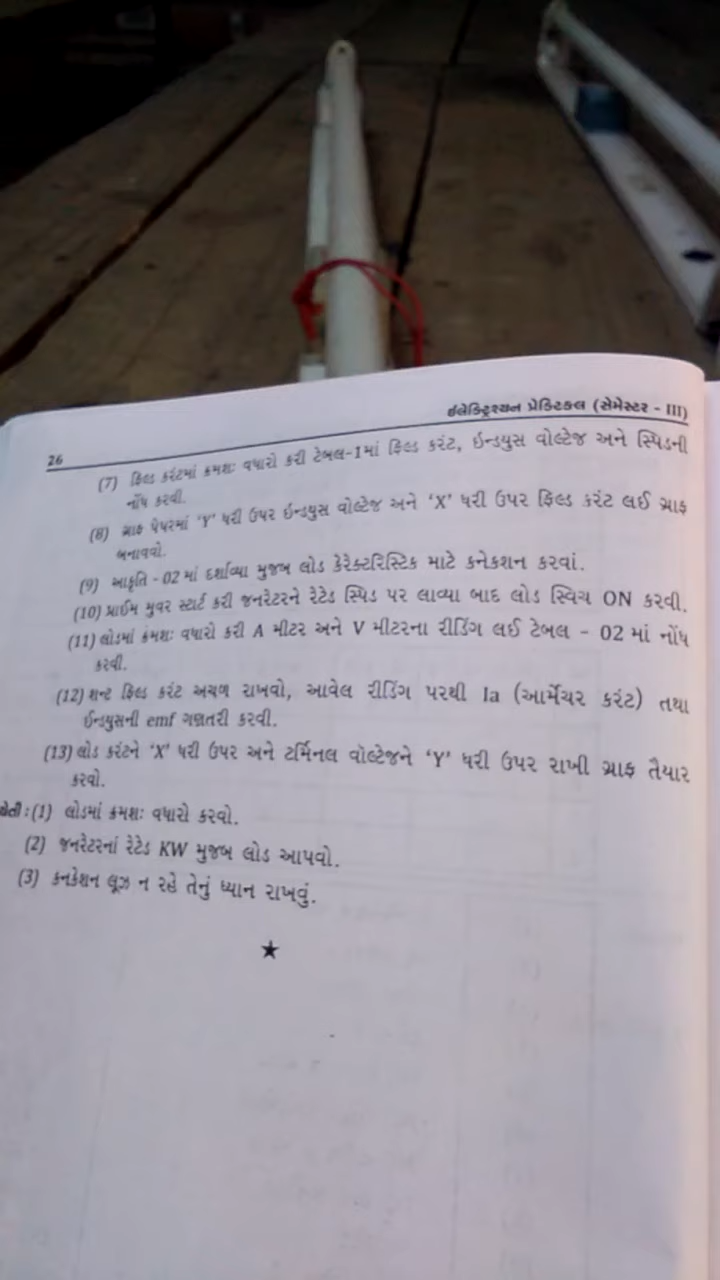 ઇલેક્ટ્રિશ્યન પ્રેક્ટિકલ (સેમેસ્ટર - III)
26
(7) ફિલ્ડ કરંટમાં ક્રમશઃ વધારો કરી ટેબલ-1માં ફિલ્ડ કરંટ, ઇન્ડયુસ વોલ્ટેજ અને સ્પિડની
નોંધ કરવી.
(8) ગ્રાફ પેપરમાં 'Y' ધરી ઉપર ઇન્ડયુસ વોલ્ટેજ અને 'X' ધરી ઉપર ફિલ્ડ કરંટ લઈ ગ્રાફ
બનાવવો.
(9) આકૃતિ - 02 માં દર્શાવ્યા મુજબ લોડ કેરેક્ટરિસ્ટિક માટે કનેકશન કરવાં.
(10) પ્રાઈમ મુવર સ્ટાર્ટ કરી જનરેટરને રેટેડ સ્પિડ પર લાવ્યા બાદ લોડ સ્વિચ ON કરવી.
(11) લોડમાં ક્રમશઃ વધારો કરી A મીટર અને V મીટરના રીડિંગ લઈ ટેબલ - 02 માં નોંધ
કરવી.
(12) શન્ટ ફિલ્ડ કરંટ અચળ રાખવો, આવેલ રીડિંગ પરથી Ia (આર્મેચર કરંટ) તથા
ઈન્ડયુસની emf ગણતરી કરવી.
(13) લોડ કરંટને 'X' ધરી ઉપર અને ટર્મિનલ વૉલ્ટેજને 'Y' ધરી ઉપર રાખી ગ્રાફ તૈયાર
કરવો.
ચેતી : (1) લોડમાં ક્રમશઃ વધારો કરવો.
(2) જનરેટરનાં રેટેડ KW મુજબ લોડ આપવો.
(3) કનકેશન લૂઝ ન રહે તેનું ધ્યાન રાખવું.